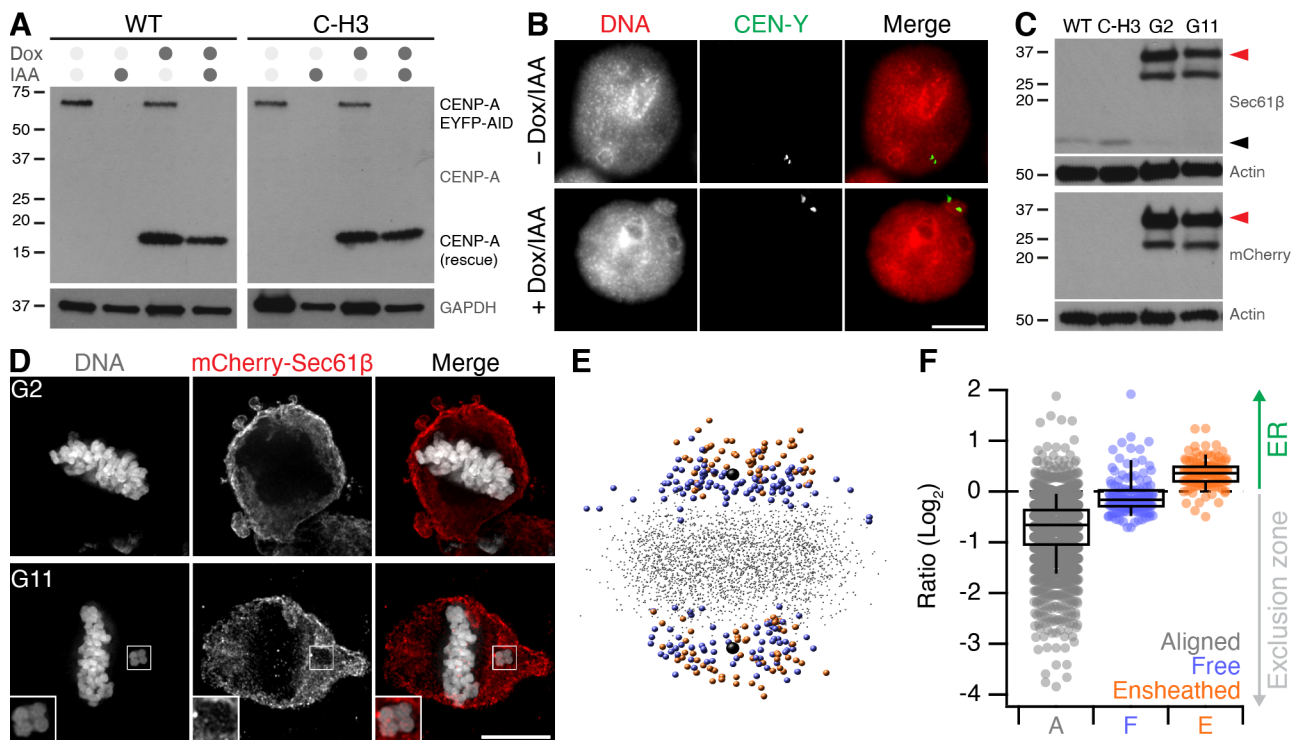 A
WT
C-H3
Dox
IAA
75
50
37
25
20
15
37
CENP-A
EYFP-AID
CENP-A
CENP-A
(rescue)
GAPDH
B
DNA
CEN-Y
Merge
– Dox/IAA
+ Dox/IAA
C
WT C-H3 G2 G11
37
25
20
Sec61β
50
Actin
37
25
20
mCherry
50
Actin
D
DNA
mCherry-Sec61β
Merge
G2
G11
E
F
2
1
0
-1
-2
-3
-4
Ratio (Log2)
ER
Exclusion zone
Aligned
Free
Ensheathed
A F E